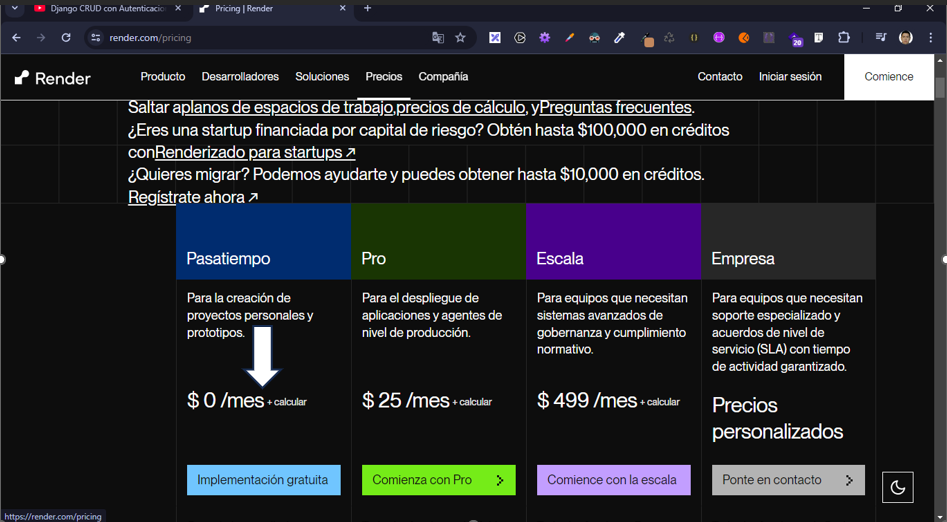 Django CRUD con Autenticacion
Pricing | Render
render.com/pricing
20
Render
Producto Desarrolladores Soluciones Precios Compañía
Contacto Iniciar sesión Comience
Saltar aplanos de espacios de trabajo,precios de cálculo, yPreguntas frecuentes.
¿Eres una startup financiada por capital de riesgo? Obtén hasta $100,000 en créditos
conRenderizado para startups ↗
¿Quieres migrar? Podemos ayudarte y puedes obtener hasta $10,000 en créditos.
Regístrate ahora ↗
Pasatiempo
Para la creación de
proyectos personales y
prototipos.
$ 0 /mes + calcular
Implementación gratuita
Pro
Para el despliegue de
aplicaciones y agentes de
nivel de producción.
$ 25 /mes + calcular
Comienza con Pro
Escala
Para equipos que necesitan
sistemas avanzados de
gobernanza y cumplimiento
normativo.
$ 499 /mes + calcular
Comience con la escala
Empresa
Para equipos que necesitan
soporte especializado y
acuerdos de nivel de
servicio (SLA) con tiempo
de actividad garantizado.
Precios
personalizados
Ponte en contacto
https://render.com/pricing